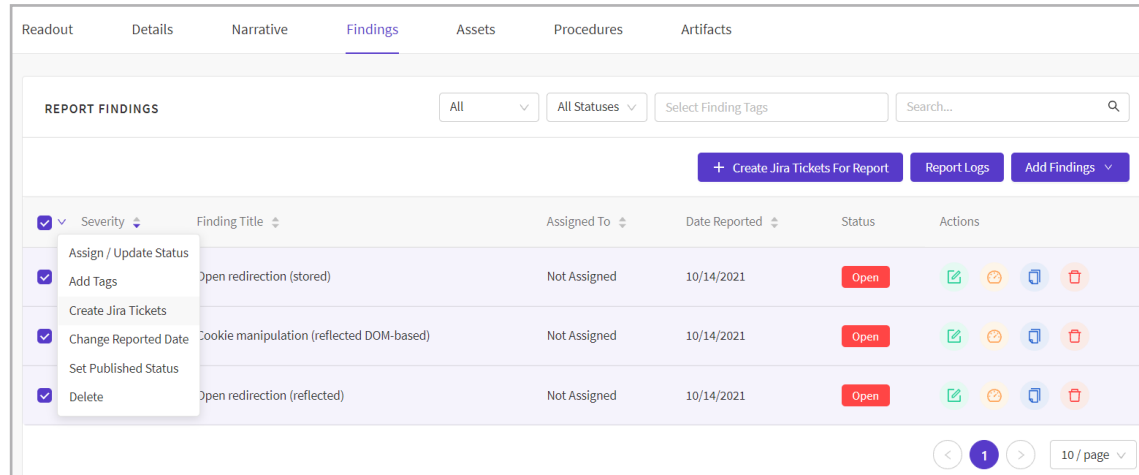 Readout Details Narrative Findings Assets Procedures Artifacts
REPORT FINDINGS All All Statuses Select Finding Tags Search...
+ Create Jira Tickets For Report Report Logs Add Findings
Severity Finding Title Assigned To Date Reported Status Actions
Assign / Update Status
Open redirection (stored) Not Assigned 10/14/2021 Open
Add Tags
Create Jira Tickets
Cookie manipulation (reflected DOM-based) Not Assigned 10/14/2021 Open
Change Reported Date
Set Published Status
Open redirection (reflected) Not Assigned 10/14/2021 Open
Delete
1 10 / page